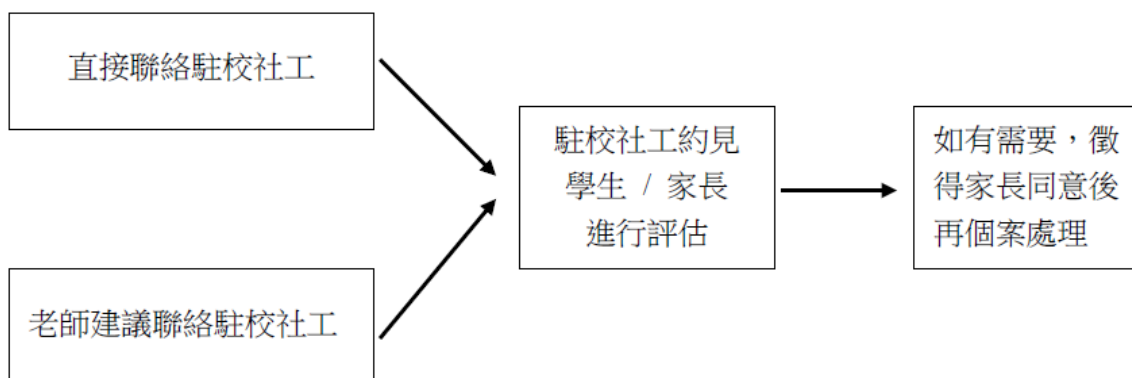 直接聯絡駐校社工
老師建議聯絡駐校社工
駐校社工約見
學生 / 家長
進行評估
如有需要，徵
得家長同意後
再個案處理